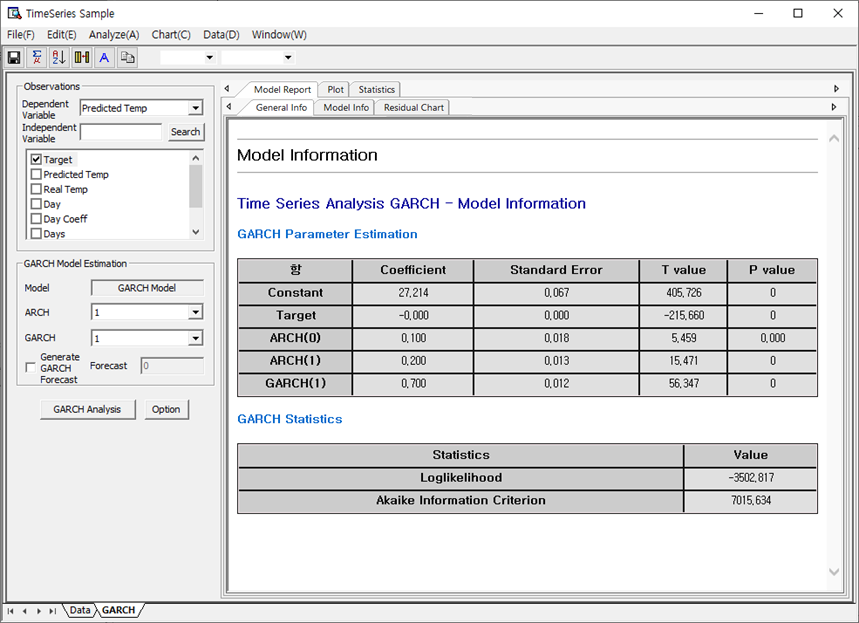 TimeSeries Sample
File(F) Edit(E) Analyze(A) Chart(C) Data(D) Window(W)
Observations
Dependent Variable Predicted Temp
Independent Variable Search
Target
Predicted Temp
Real Temp
Day
Day Coeff
Days
GARCH Model Estimation
Model GARCH Model
ARCH 1
GARCH 1
Generate GARCH Forecast Forecast 0
GARCH Analysis Option
Model Report Plot Statistics
General Info Model Info Residual Chart
Model Information
Time Series Analysis GARCH - Model Information
GARCH Parameter Estimation
항 Coefficient Standard Error T value P value
Constant 27,214 0,067 405,726 0
Target -0,000 0,000 -215,660 0
ARCH(0) 0,100 0,018 5,459 0,000
ARCH(1) 0,200 0,013 15,471 0
GARCH(1) 0,700 0,012 56,347 0
GARCH Statistics
Statistics Value
Loglikelihood -3502,817
Akaike Information Criterion 7015,634
Data GARCH